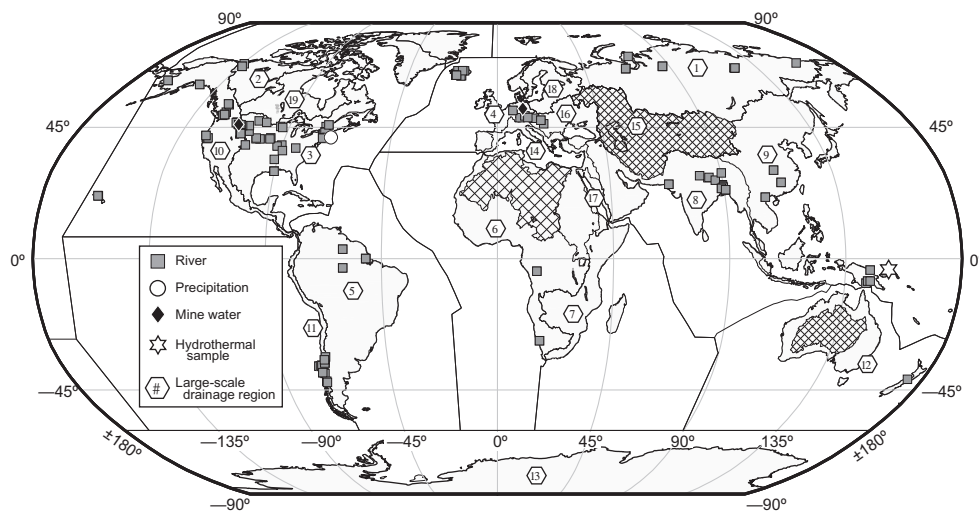 90º 90º
1
2
18
19
4 16
45º 15 45º
10 3 14 9
17 8
6
0º 0º
River
Precipitation
5
Mine water
11 7
Hydrothermal
sample
12
# Large-scale
drainage region
—45º —45º
±180º —135º —90º —45º 0º 45º 90º 135º ±180º
13
—90º —90º